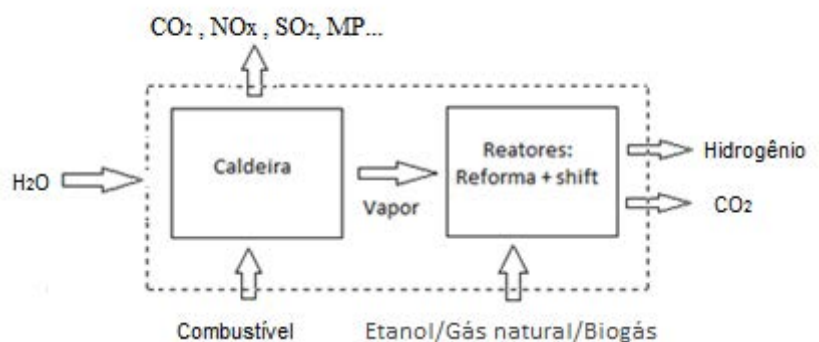 CO2 , NOx, SO2, MP...
Caldeira
Reatores:
Reforma + shift
Hidrogênio
H2O
Vapor
CO2
Combustível
Etanol/Gás natural/Biogás